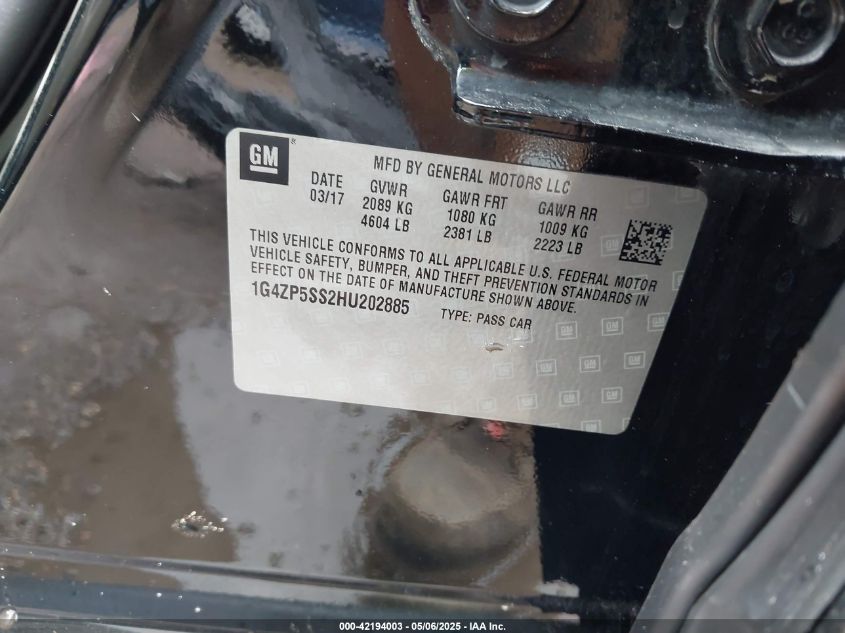 GM ®
MFD BY GENERAL MOTORS LLC
DATE GVWR GAWR FRT GAWR RR
03/17 2089 KG 1080 KG 1009 KG
4604 LB 2381 LB 2223 LB
THIS VEHICLE CONFORMS TO ALL APPLICABLE U.S. FEDERAL MOTOR
VEHICLE SAFETY, BUMPER, AND THEFT PREVENTION STANDARDS IN
EFFECT ON THE DATE OF MANUFACTURE SHOWN ABOVE.
1G4ZP5SS2HU202885 TYPE: PASS CAR
000-42194003 - 05/06/2025 - IAA Inc.